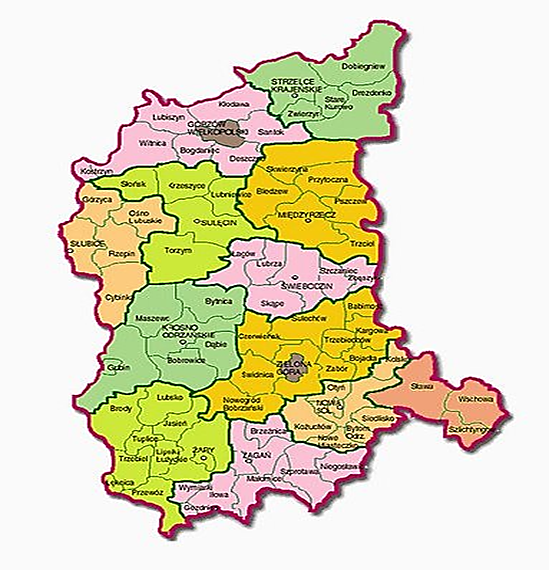 Dobiegniew
STRZELCE
KRAJEŃSKIE
Drezdenko
Stare
Kurowo
Zwierzyn
Kłodawa
Lubiszyn
GORZÓW
WIELKOPOLSKI
Santok
Witnica
Bogdaniec
Deszczno
Kostrzyn
Słońsk
Krzeszyce
Lubniewice
Skwierzyna
Przytoczna
Bledzew
Pszczew
Górzyca
Ośno
Lubuskie
SULĘCIN
MIĘDZYRZECZ
SŁUBICE
Rzepin
Torzym
Trzciel
Łagów
Lubrza
Szczaniec
Zbąszyn
ŚWIEBODZIN
Cybinka
Bytnica
Skąpe
Babimost
Maszewo
Sulechów
KROSNO
ODRZAŃSKIE
Kargowa
Czerwieńsk
Trzebiechów
Dąbie
Bojadła
Kolsko
Bobrowice
ZIELONA
GÓRA
Gubin
Świdnica
Zabór
Otyń
Sława
Lubsko
Brody
Nowogród
Bobrzański
NOWA
SÓL
Wschowa
Siedlisko
Jasień
Brzeźnica
Kożuchów
Bytom
Odrz.
Szlichtyngowa
Tuplice
Nowe
Miasteczko
Lipinki
Łużyckie
ŻARY
ŻAGAŃ
Trzebiel
Niegosław
Szprotawa
Małomice
Łęknica
Przewóz
Wymiarki
Iłowa
Gozdnica